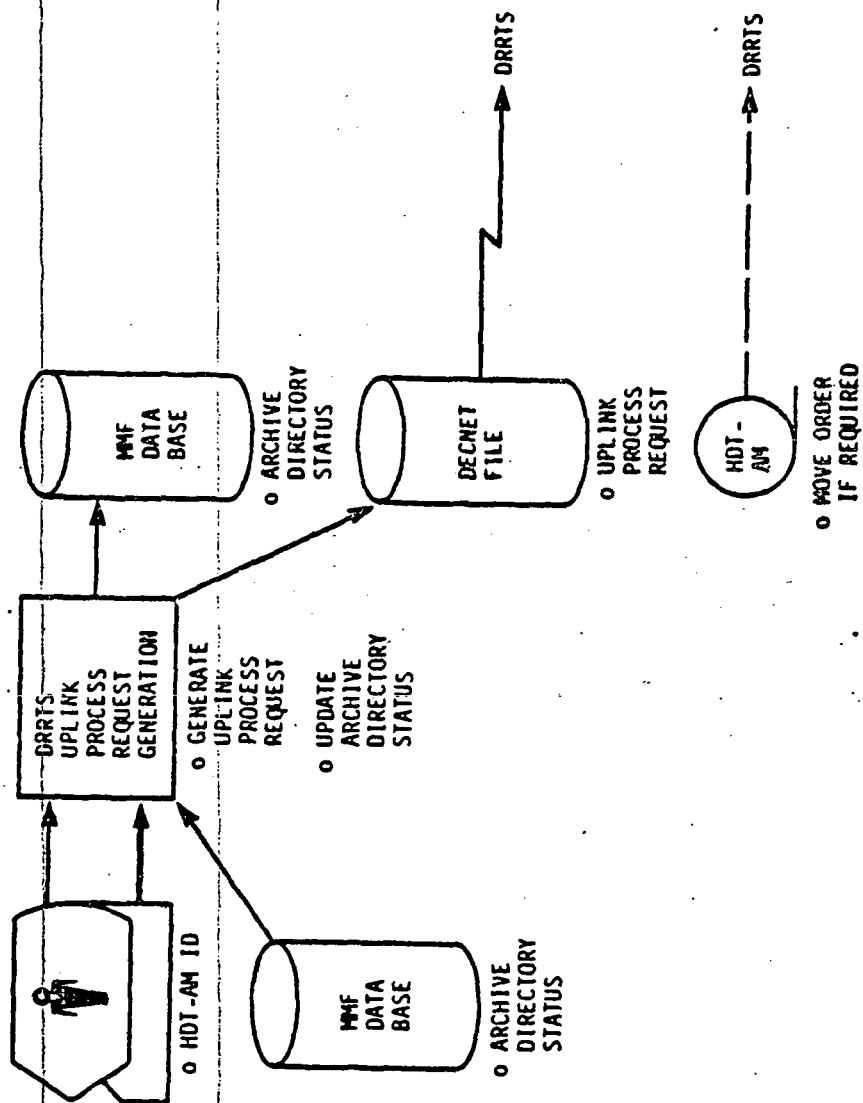 o HDT-AM ID
MMF
DATA
BASE
o ARCHIVE
DIRECTORY
STATUS
DRRTS
UPLINK
PROCESS
REQUEST
GENERATION
o GENERATE
UPLINK
PROCESS
REQUEST
o UPDATE
ARCHIVE
DIRECTORY
STATUS
MMF
DATA
BASE
o ARCHIVE
DIRECTORY
STATUS
DECNET
FILE
o UPLINK
PROCESS
REQUEST
DRRTS
HDT-
AM
o MOVE ORDER
IF REQUIRED
DRRTS